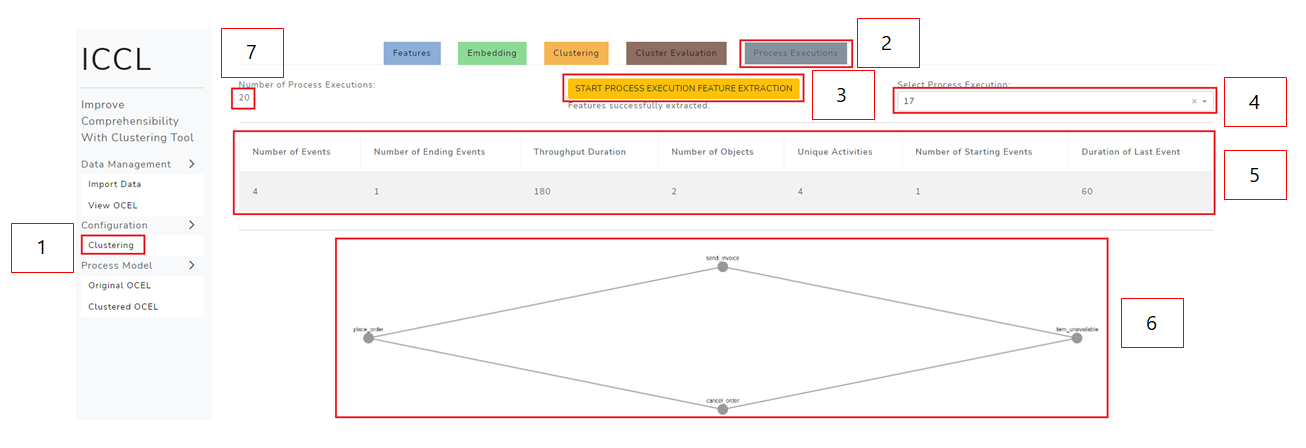 ICCL
Improve
Comprehensibility
With Clustering Tool
Data Management
Import Data
View OCEL
Configuration
1
Clustering
Process Model
Original OCEL
Clustered OCEL
7
Features
Embedding
Clustering
Cluster Evaluation
Process Executions
2
Number of Process Executions:
20
START PROCESS EXECUTION FEATURE EXTRACTION
Features successfully extracted.
3
Select Process Execution:
17
4
Number of Events Number of Ending Events Throughput Duration Number of Objects Unique Activities Number of Starting Events Duration of Last Event
4 1 180 2 4 1 60
5
send_invoice
place_order
item_unavailable
cancel_order
6